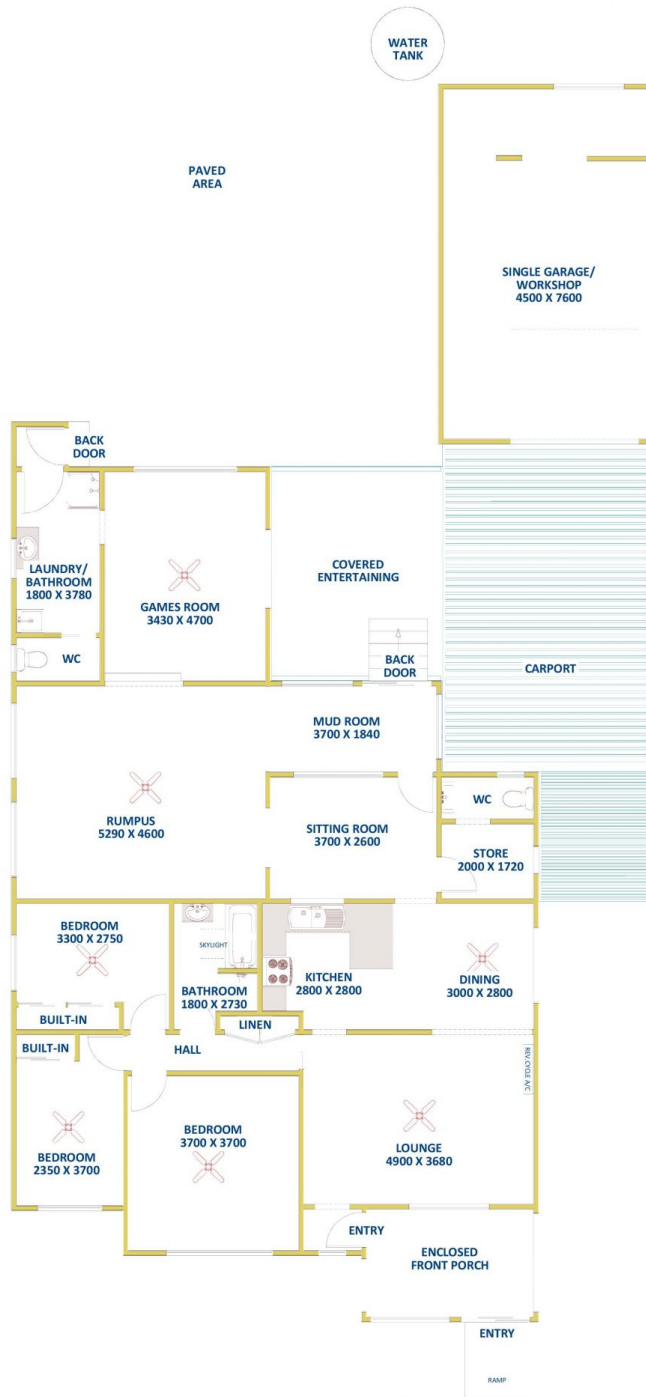 WATER
TANK
PAVED
AREA
SINGLE GARAGE/
WORKSHOP
4500 X 7600
BACK
DOOR
LAUNDRY/
BATHROOM
1800 X 3780
GAMES ROOM
3430 X 4700
COVERED
ENTERTAINING
WC
BACK
DOOR
CARPORT
MUD ROOM
3700 X 1840
RUMPUS
5290 X 4600
SITTING ROOM
3700 X 2600
WC
STORE
2000 X 1720
BEDROOM
3300 X 2750
BUILT-IN
SKYLIGHT
BATHROOM
1800 X 2730
LINEN
KITCHEN
2800 X 2800
DINING
3000 X 2800
BUILT-IN
HALL
REV.CYCLE A/C
BEDROOM
2350 X 3700
BEDROOM
3700 X 3700
LOUNGE
4900 X 3680
ENTRY
ENCLOSED
FRONT PORCH
ENTRY
RAMP